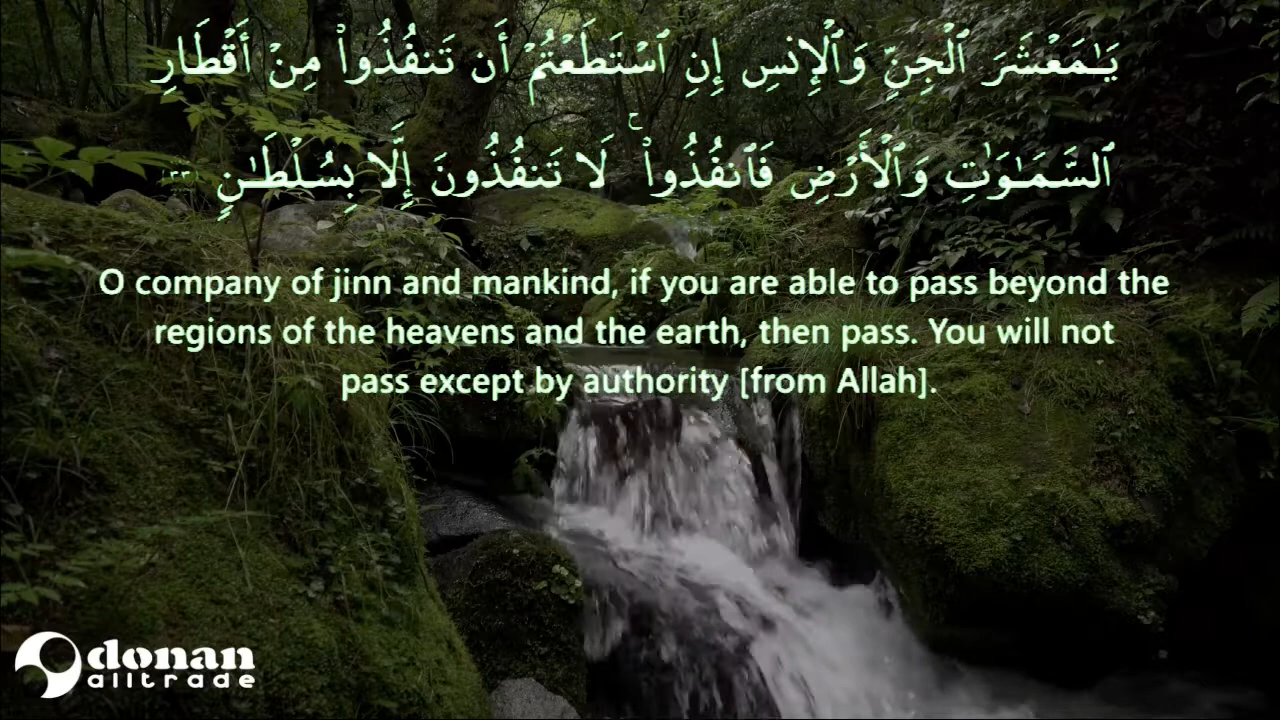 يَـٰمَعْشَرَ ٱلْجِنِّ وَٱلْإِنسِ إِنِ ٱسْتَطَعْتُمْ أَن تَنفُذُوا۟ مِنْ أَقْطَارِ
ٱلسَّمَـٰوَٰتِ وَٱلْأَرْضِ فَٱنفُذُوا۟ ۚ لَا تَنفُذُونَ إِلَّا بِسُلْطَـٰنٍ ٣٣
O company of jinn and mankind, if you are able to pass beyond the
regions of the heavens and the earth, then pass. You will not
pass except by authority [from Allah].
donan
alltrade